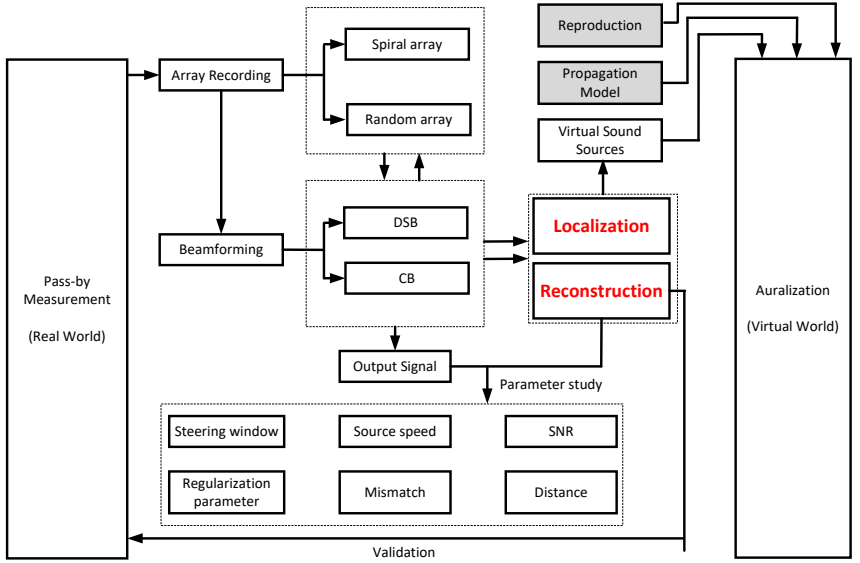 Reproduction
Spiral array
Array Recording
Propagation
Model
Random array
Virtual Sound
Sources
DSB
Localization
Beamforming
CB
Reconstruction
Pass-by
Measurement
(Real World)
Auralization
(Virtual World)
Output Signal
Parameter study
Steering window
Source speed
SNR
Regularization
parameter
Mismatch
Distance
Validation